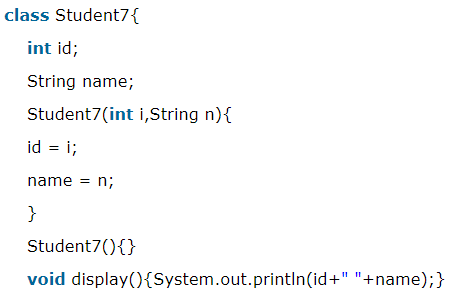 class Student7{
int id;
String name;
Student7(int i,String n){
id = i;
name = n;
}
Student7(){}
void display(){System.out.println(id+" "+name);}